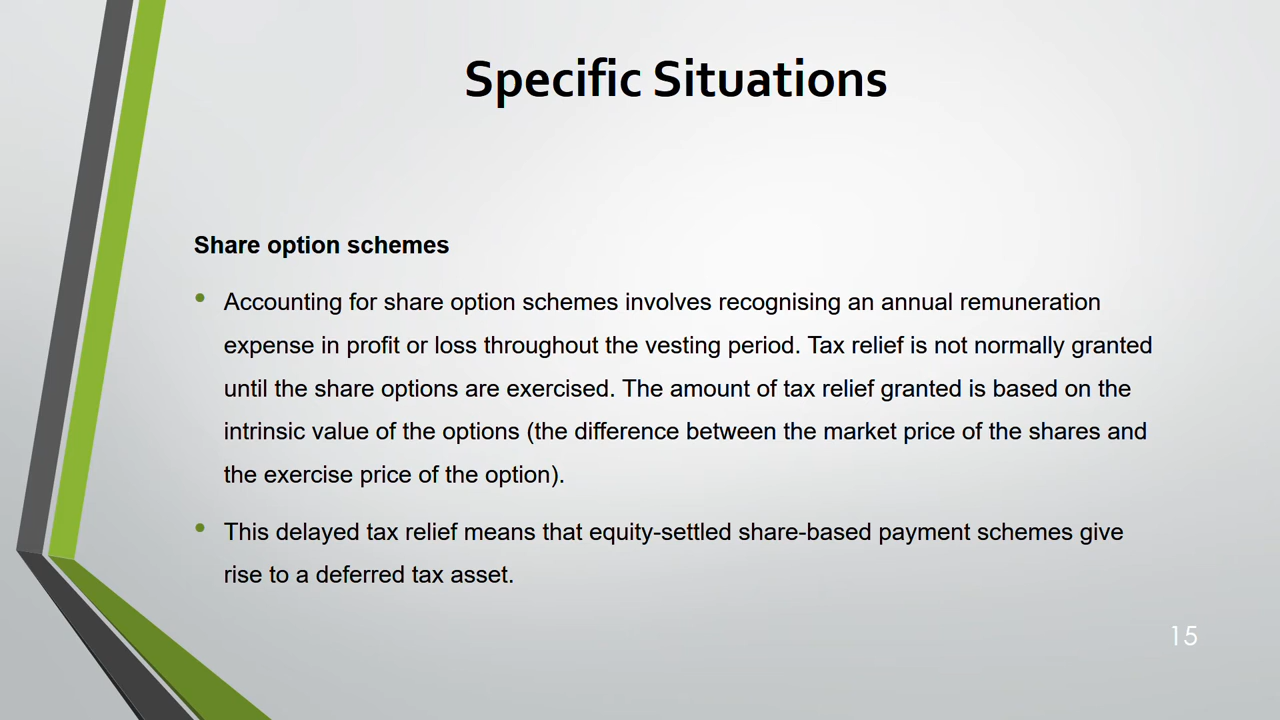 Specific Situations
Share option schemes
• Accounting for share option schemes involves recognising an annual remuneration
expense in profit or loss throughout the vesting period. Tax relief is not normally granted
until the share options are exercised. The amount of tax relief granted is based on the
intrinsic value of the options (the difference between the market price of the shares and
the exercise price of the option).
• This delayed tax relief means that equity-settled share-based payment schemes give
rise to a deferred tax asset.
15